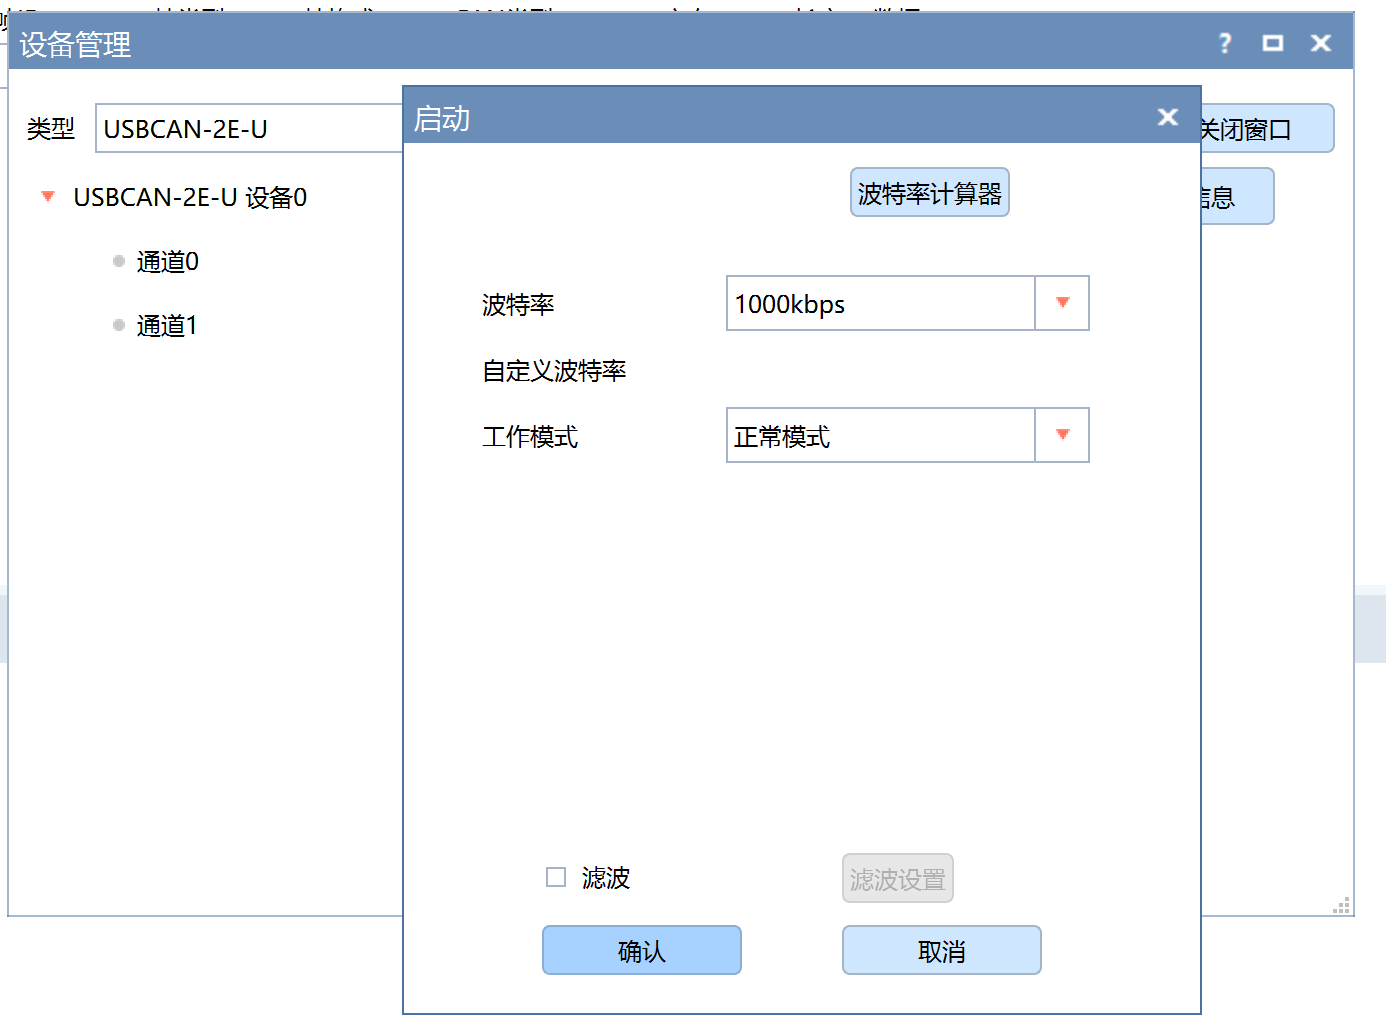 设备管理
?
类型
USBCAN-2E-U
关闭窗口
信息
USBCAN-2E-U 设备0
通道0
通道1
启动
波特率计算器
波特率
1000kbps
自定义波特率
工作模式
正常模式
滤波
滤波设置
确认
取消